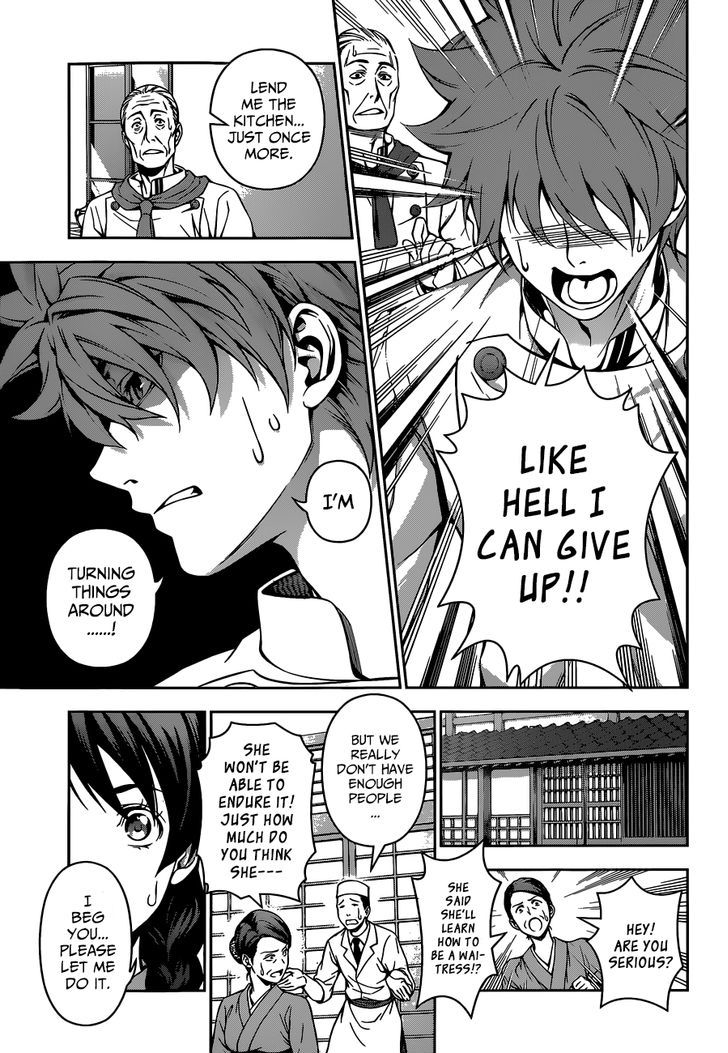 LIKE
HELL I
CAN GIVE
UP!!
LEND
ME THE
KITCHEN...
JUST ONCE
MORE.
I'M
TURNING
THINGS
AROUND
......!
HEY!
ARE YOU
SERIOUS?
SHE
SAID
SHE'LL
LEARN
HOW TO
BE A WAI-
TRESS!?
BUT WE
REALLY
DON'T HAVE
ENOUGH
PEOPLE
...
SHE
WON'T BE
ABLE TO
ENDURE IT!
JUST HOW
MUCH DO
YOU THINK
SHE---
I
BEG
YOU...
PLEASE
LET ME
DO IT.